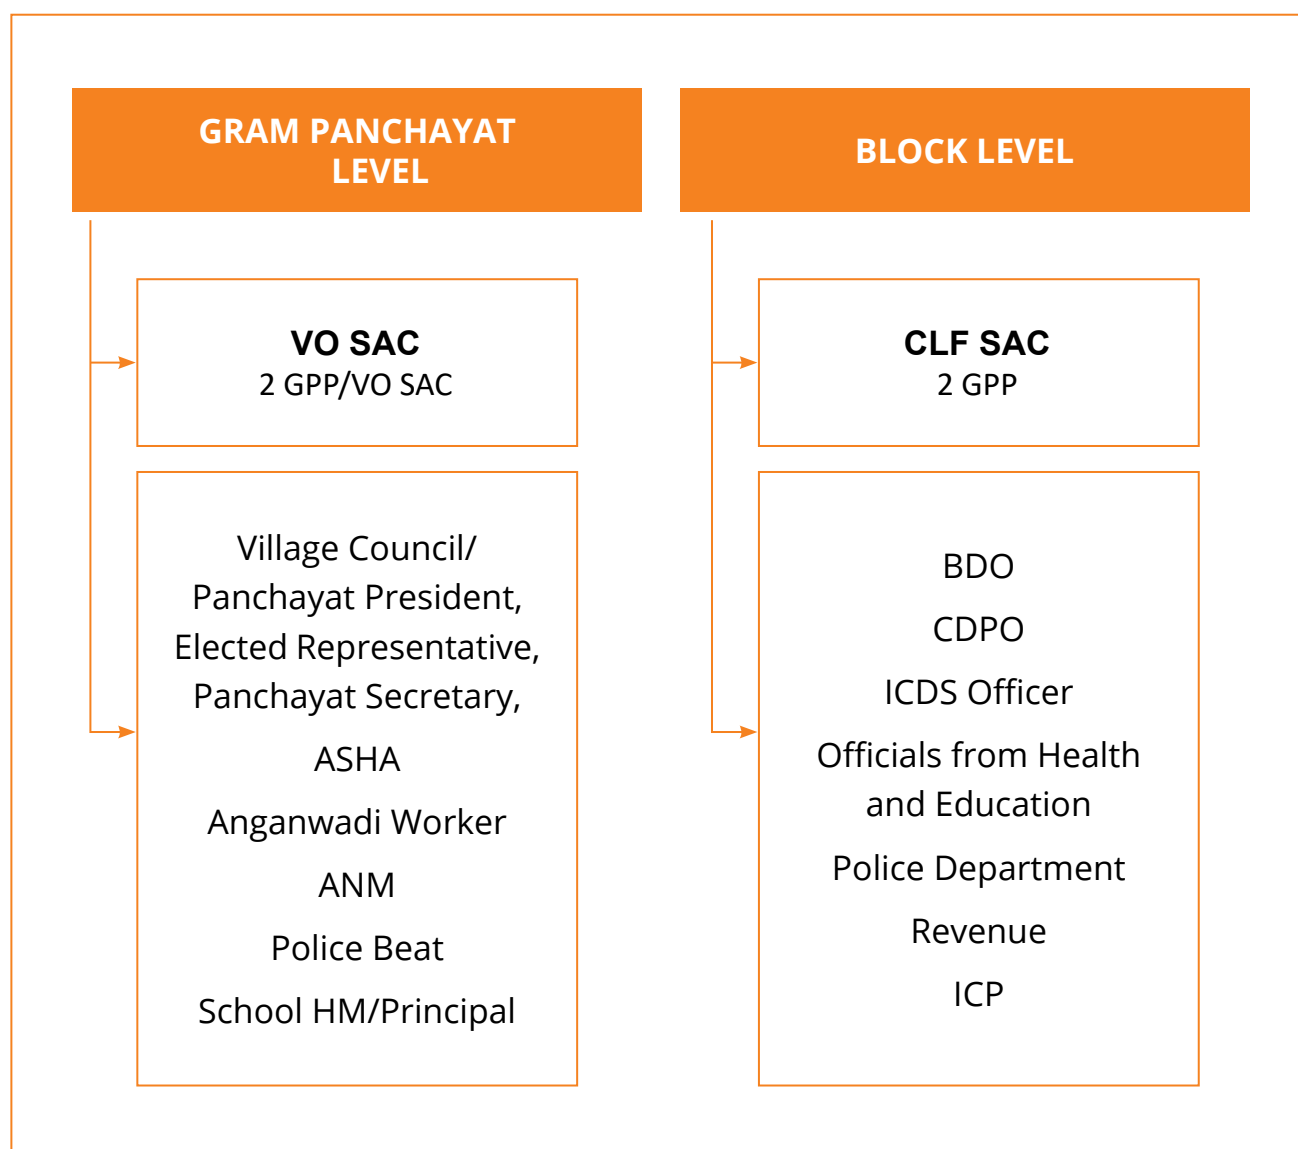 GRAM PANCHAYAT
LEVEL
VO SAC
2 GPP/VO SAC
Village Council/
Panchayat President,
Elected Representative,
Panchayat Secretary,
ASHA
Anganwadi Worker
ANM
Police Beat
School HM/Principal
BLOCK LEVEL
CLF SAC
2 GPP
BDO
CDPO
ICDS Officer
Officials from Health
and Education
Police Department
Revenue
ICP